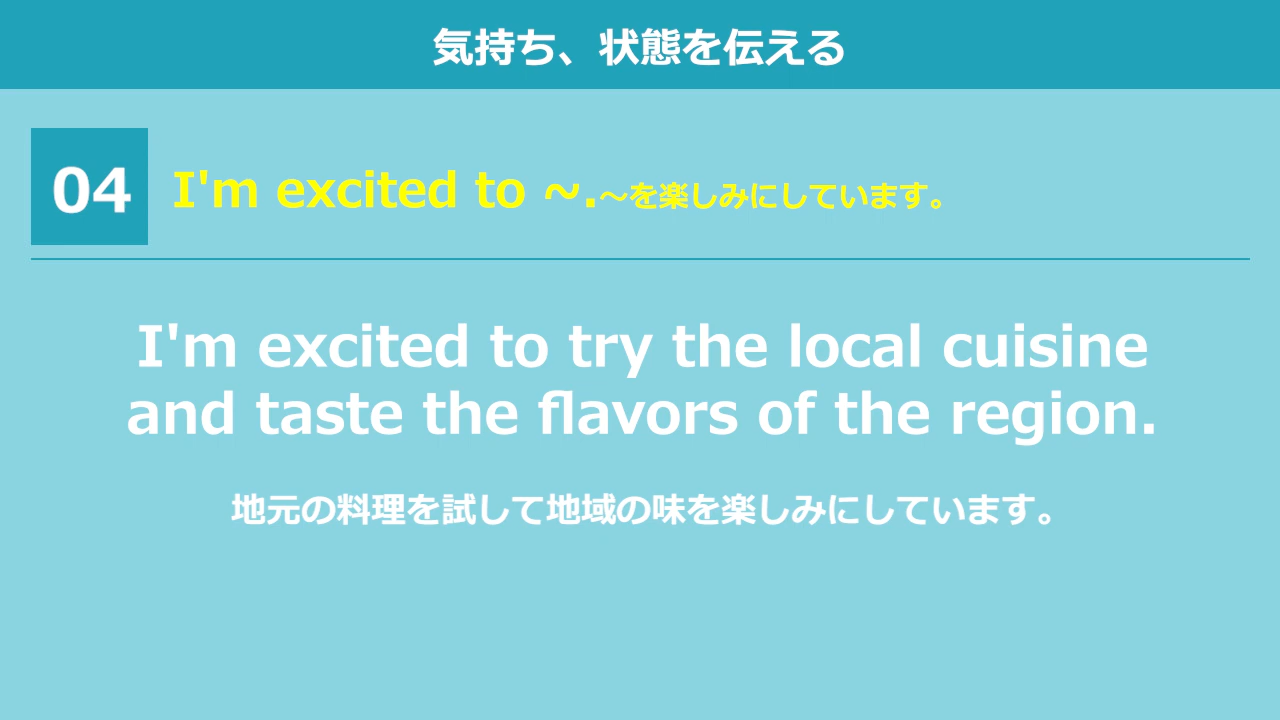 気持ち、状態を伝える
04
I'm excited to ~.～を楽しみにしています。
I'm excited to try the local cuisine
and taste the flavors of the region.
地元の料理を試して地域の味を楽しみにしています。